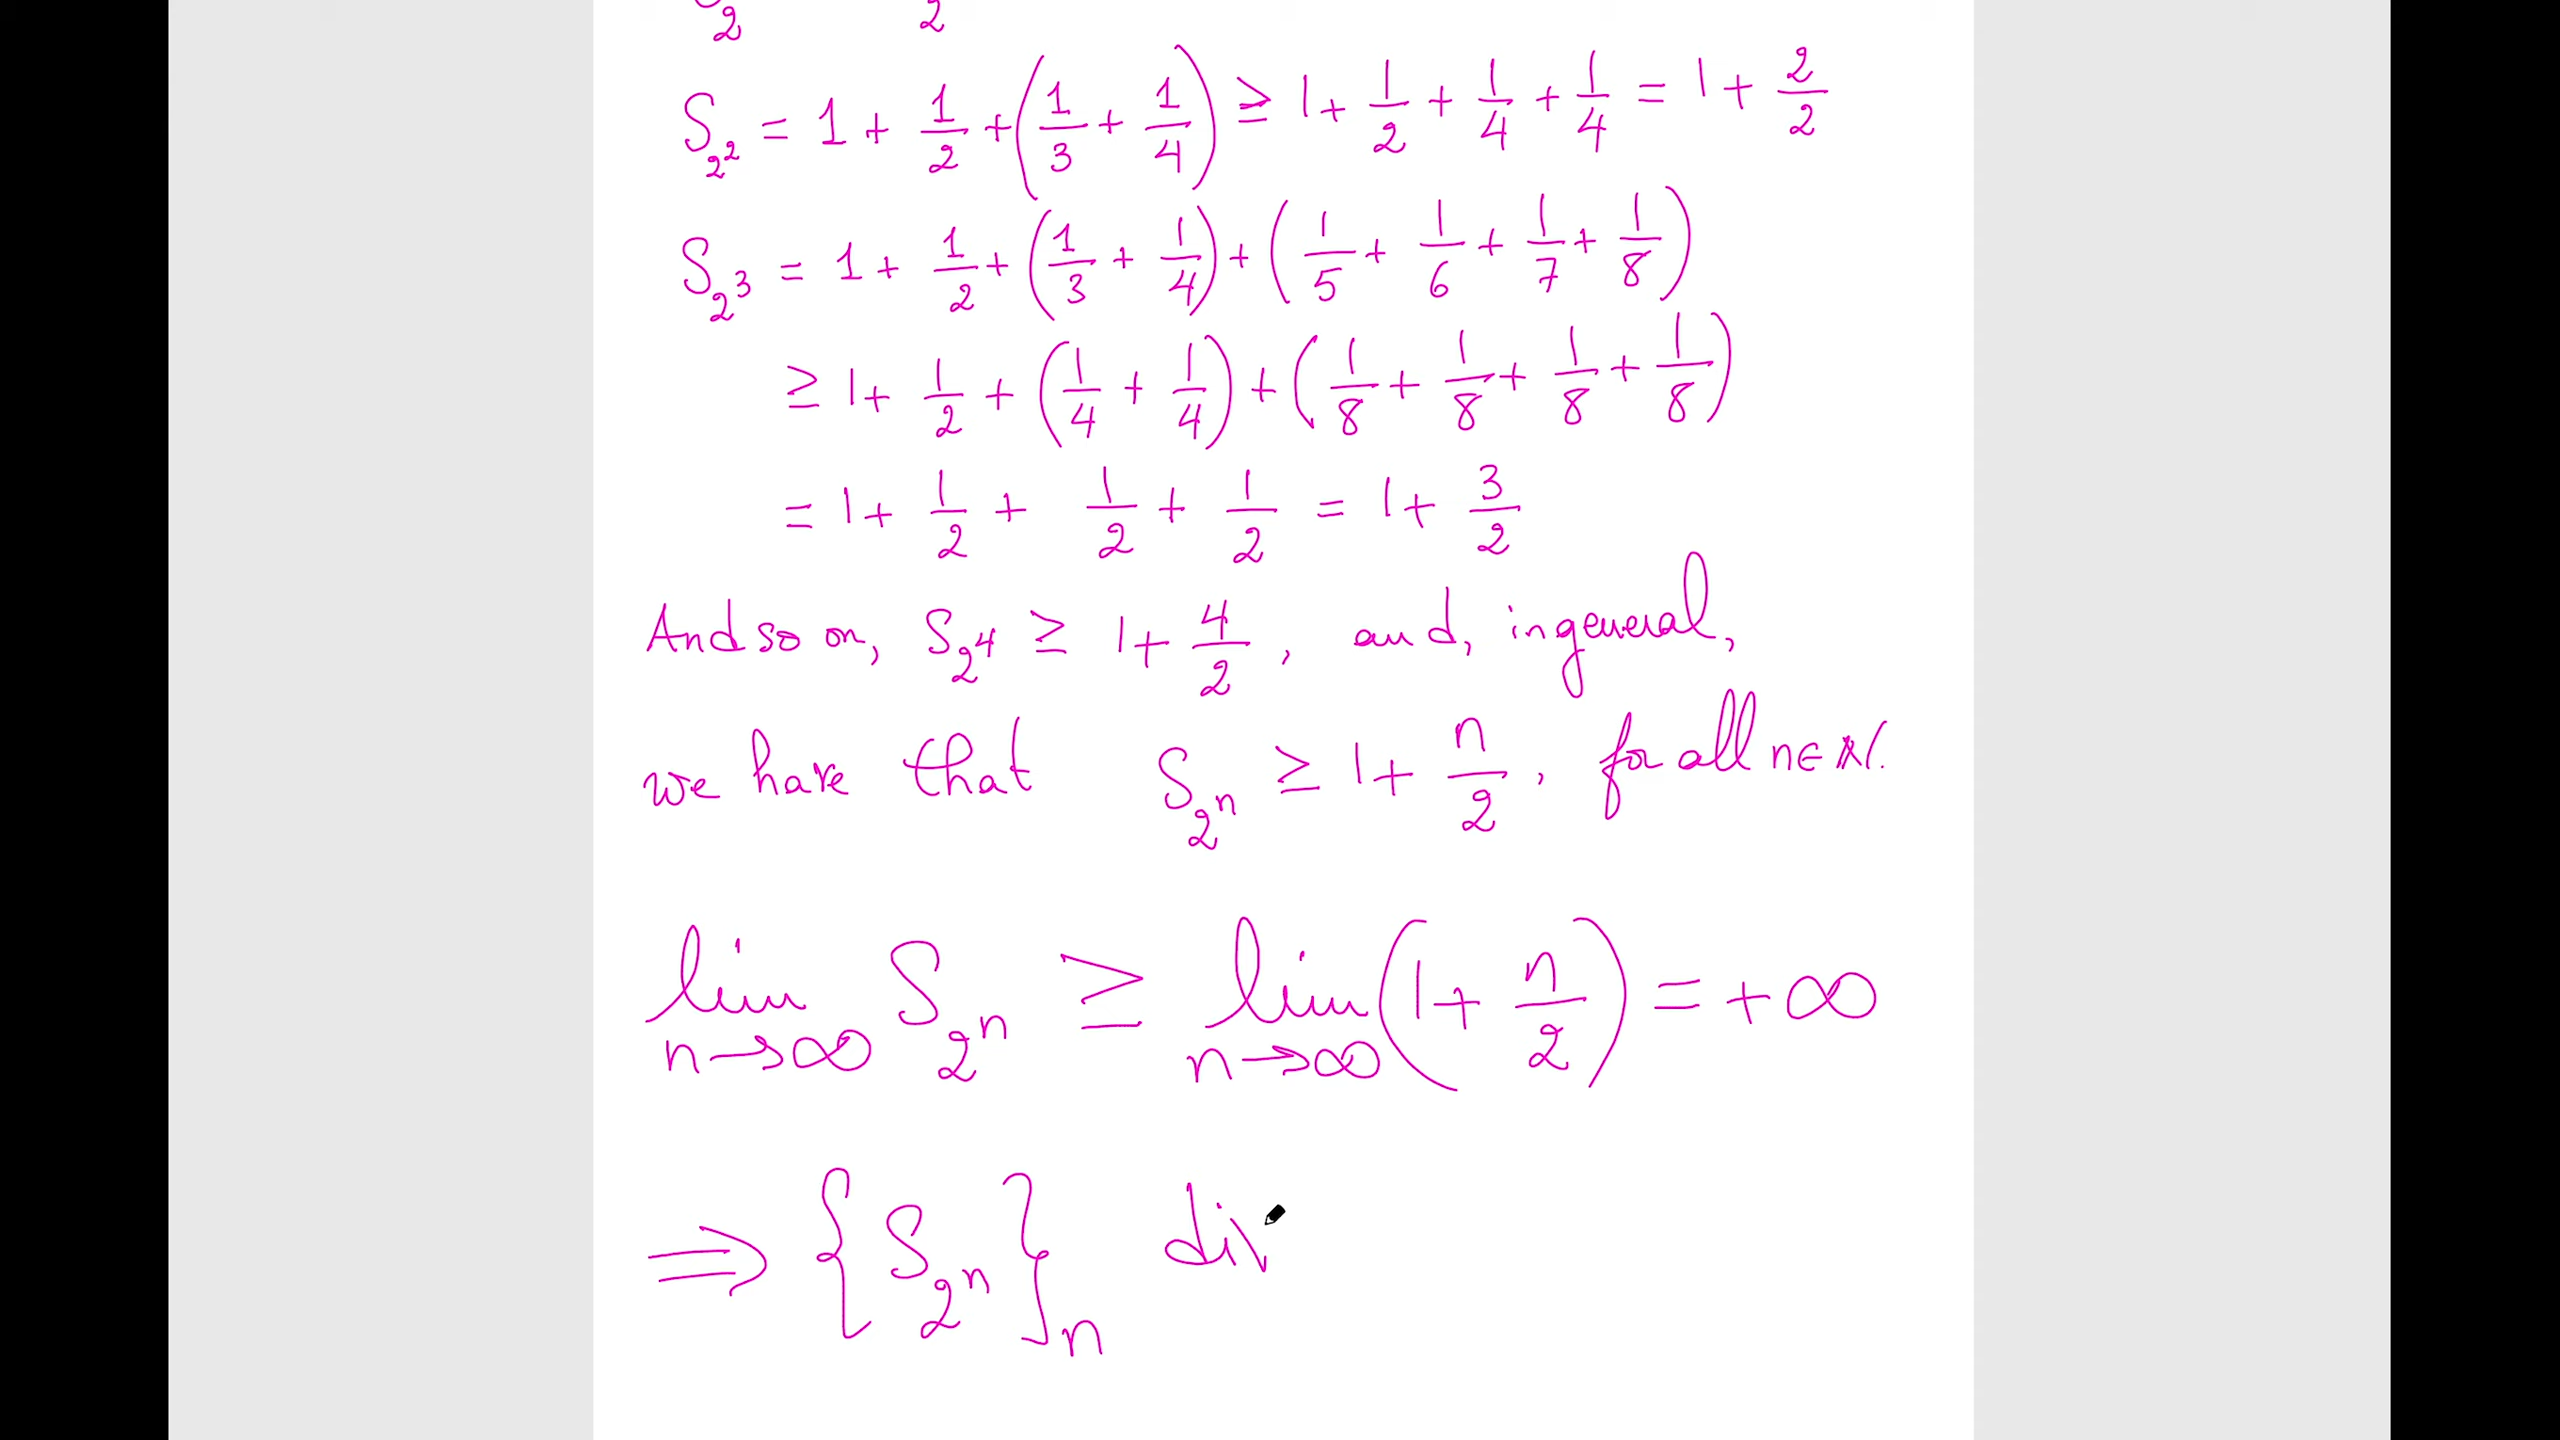 2 2
S_{2^2} = 1 + 1/2 + (1/3 + 1/4) ≥ 1 + 1/2 + 1/4 + 1/4 = 1 + 2/2
S_{2^3} = 1 + 1/2 + (1/3 + 1/4) + (1/5 + 1/6 + 1/7 + 1/8)
≥ 1 + 1/2 + (1/4 + 1/4) + (1/8 + 1/8 + 1/8 + 1/8)
= 1 + 1/2 + 1/2 + 1/2 = 1 + 3/2
And so on, S_{2^4} ≥ 1 + 4/2, and, in general,
we have that S_{2^n} ≥ 1 + n/2, for all n ∈ ℕ.
lim_{n→∞} S_{2^n} ≥ lim_{n→∞} (1 + n/2) = +∞
⇒ {S_{2^n}}_n div